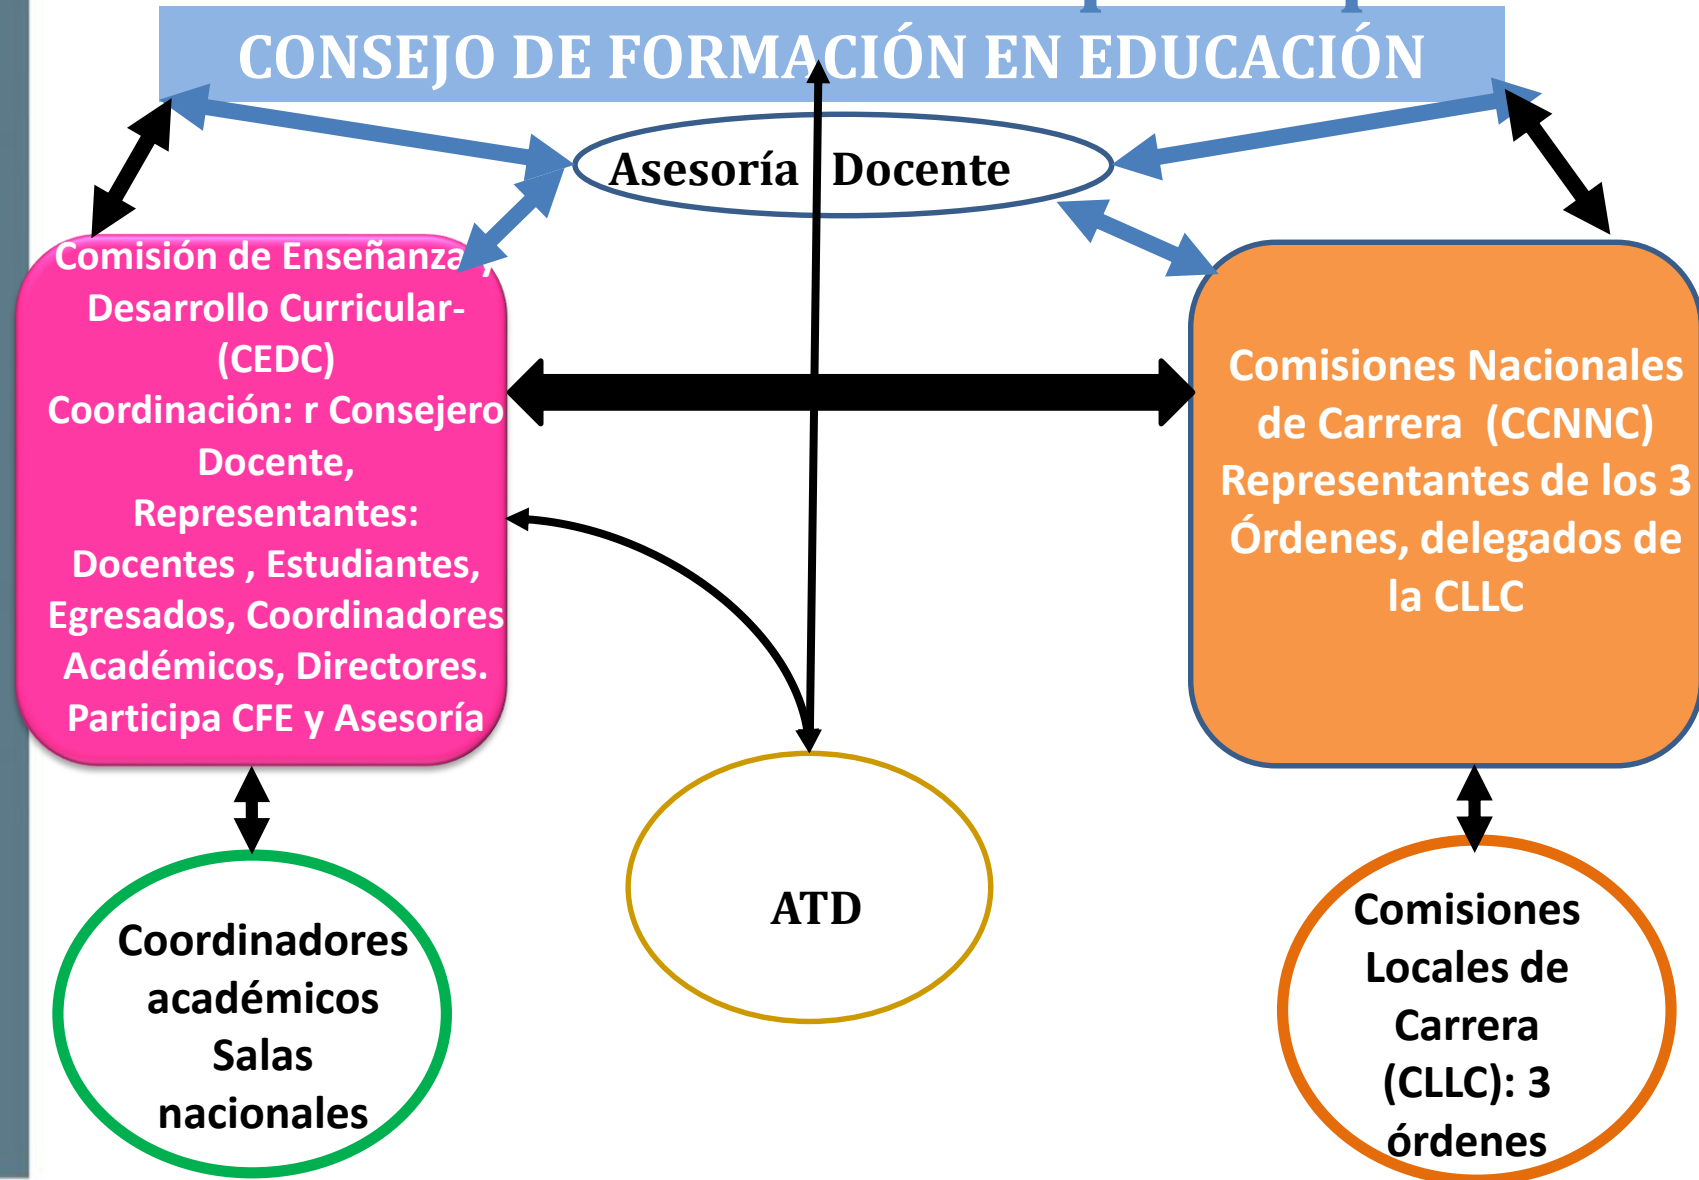 CONSEJO DE FORMACIÓN EN EDUCACIÓN
Asesoría Docente
Comisión de Enseñanza y
Desarrollo Curricular-
(CEDC)
Coordinación: r Consejero
Docente,
Representantes:
Docentes , Estudiantes,
Egresados, Coordinadores
Académicos, Directores.
Participa CFE y Asesoría
Comisiones Nacionales
de Carrera (CCNNC)
Representantes de los 3
Órdenes, delegados de
la CLLC
Coordinadores
académicos
Salas
nacionales
ATD
Comisiones
Locales de
Carrera
(CLLC): 3
órdenes